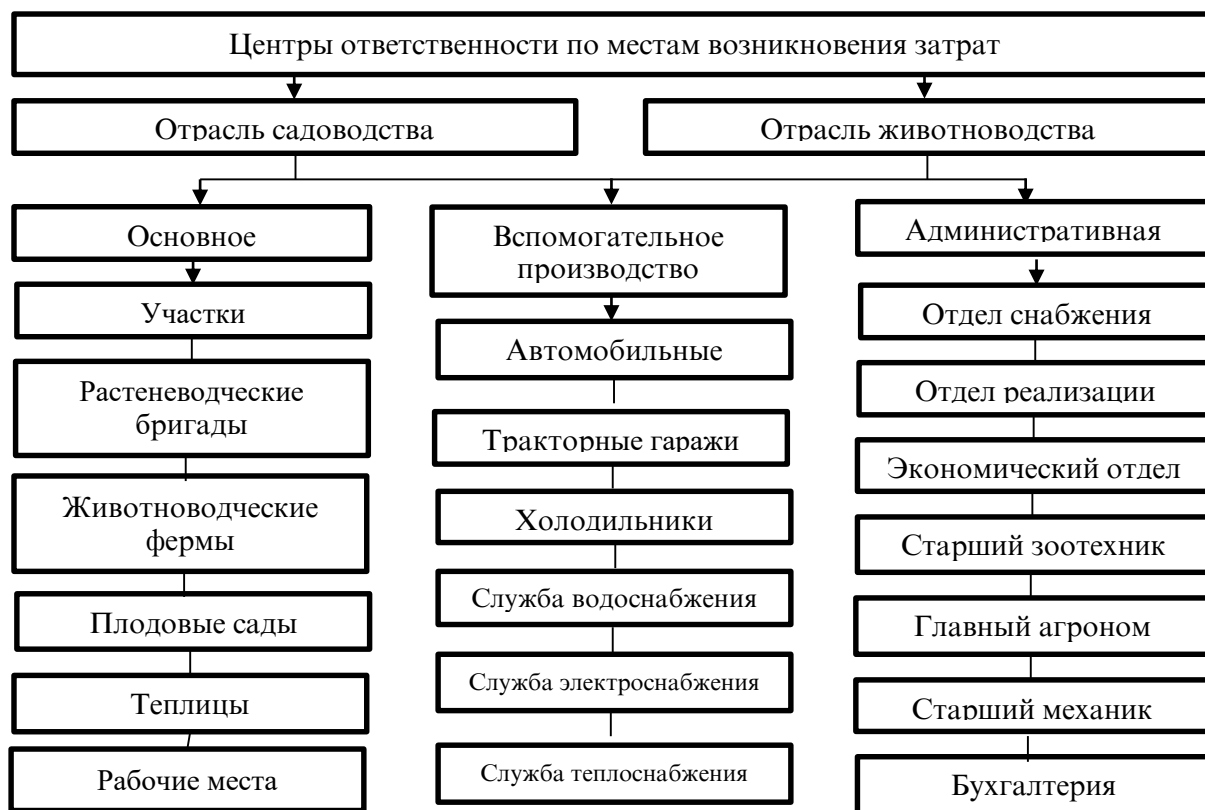 Центры ответственности по местам возникновения затрат
Отрасль садоводства
Отрасль животноводства
Основное
Вспомогательное
производство
Административная
Участки
Автомобильные
Отдел снабжения
Растеневодческие
бригады
Тракторные гаражи
Отдел реализации
Животноводческие
фермы
Холодильники
Экономический отдел
Плодовые сады
Служба водоснабжения
Старший зоотехник
Теплицы
Служба электроснабжения
Главный агроном
Рабочие места
Служба теплоснабжения
Старший механик
Бухгалтерия